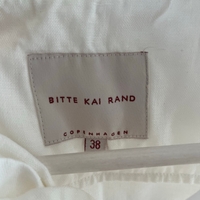 BITTE KAI RAND
COPENHAGEN
38